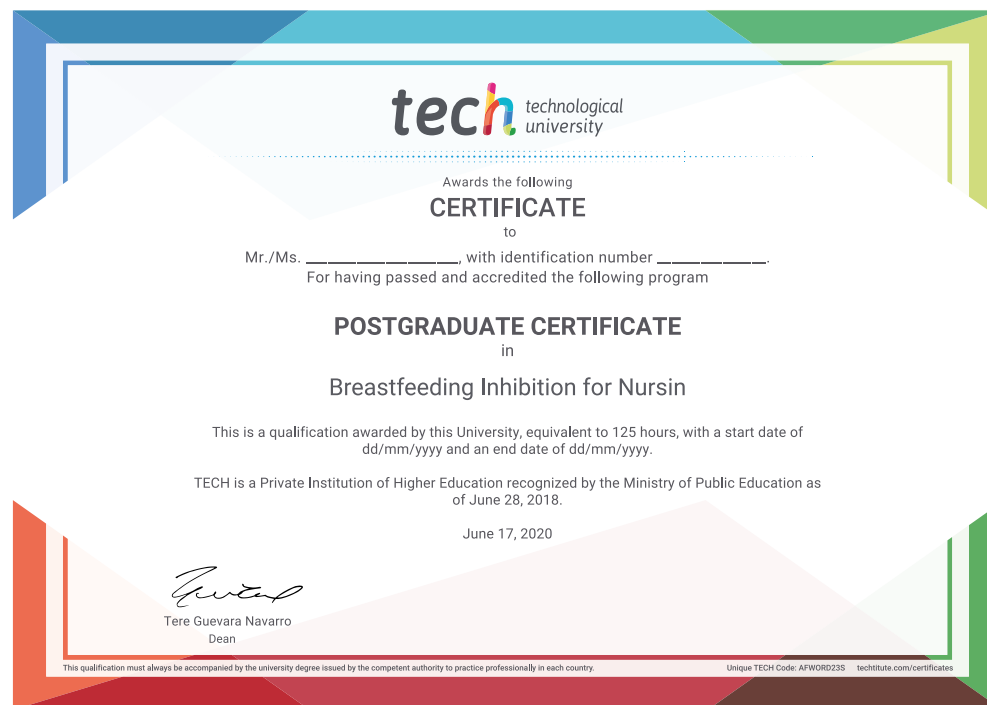 tech technological
university
Awards the following
CERTIFICATE
to
Mr./Ms. ____________________, with identification number ______________.
For having passed and accredited the following program
POSTGRADUATE CERTIFICATE
in
Breastfeeding Inhibition for Nursin
This is a qualification awarded by this University, equivalent to 125 hours, with a start date of
dd/mm/yyyy and an end date of dd/mm/yyyy.
TECH is a Private Institution of Higher Education recognized by the Ministry of Public Education as
of June 28, 2018.
June 17, 2020
Tere Guevara Navarro
Dean
This qualification must always be accompanied by the university degree issued by the competent authority to practice professionally in each country.
Unique TECH Code: AFWORD23S techtitute.com/certificates